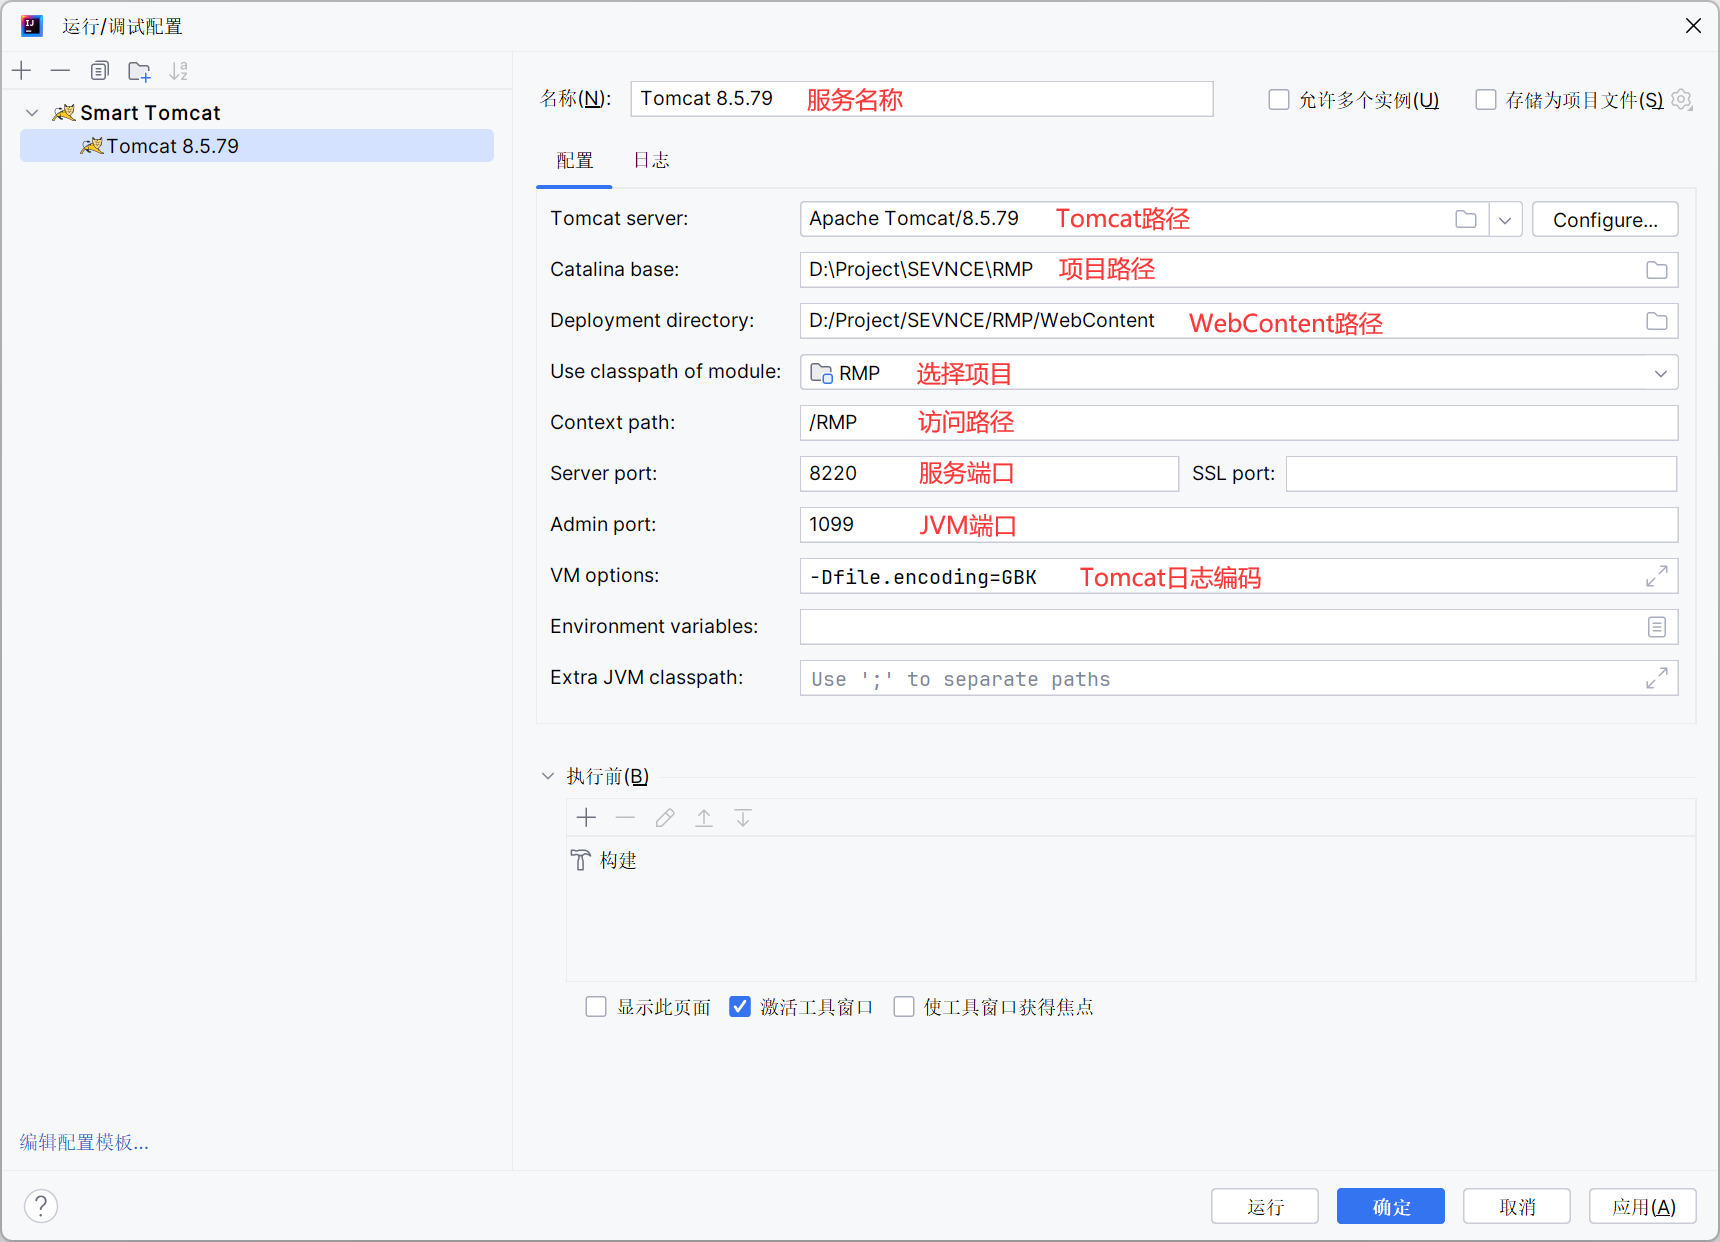 运行/调试配置
Smart Tomcat
Tomcat 8.5.79
名称(N): Tomcat 8.5.79 服务名称 允许多个实例(U) 存储为项目文件(S)
配置 日志
Tomcat server: Apache Tomcat/8.5.79 Tomcat路径 Configure...
Catalina base: D:\Project\SEVNCE\RMP 项目路径
Deployment directory: D:/Project/SEVNCE/RMP/WebContent WebContent路径
Use classpath of module: RMP 选择项目
Context path: /RMP 访问路径
Server port: 8220 服务端口 SSL port:
Admin port: 1099 JVM端口
VM options: -Dfile.encoding=GBK Tomcat日志编码
Environment variables:
Extra JVM classpath: Use ';' to separate paths
执行前(B)
构建
显示此页面 激活工具窗口 使工具窗口获得焦点
编辑配置模板...
? 运行 确定 取消 应用(A)